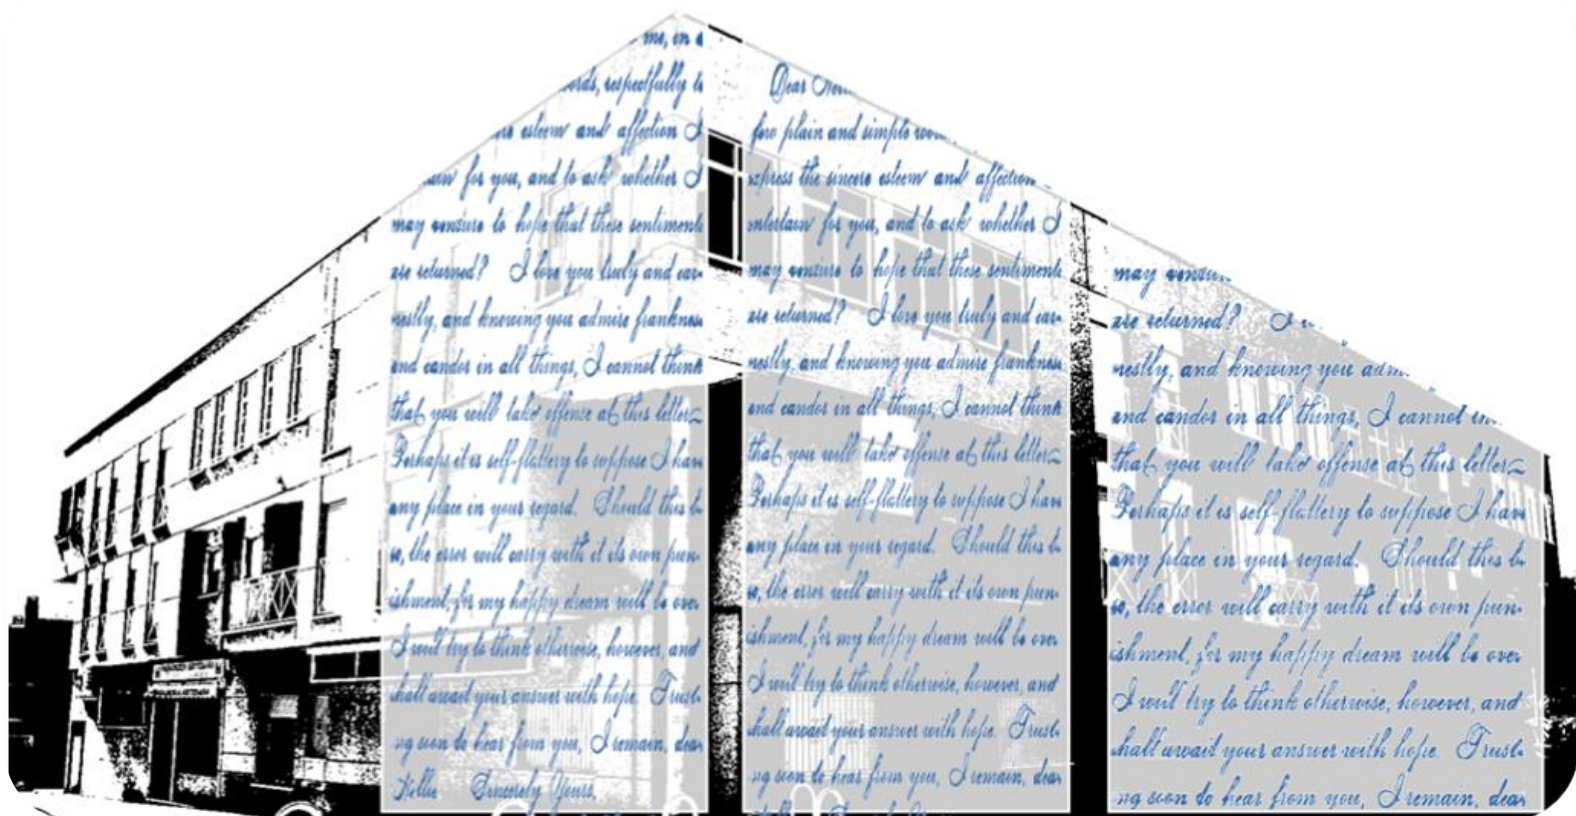 me, in a
ords, respectfully to
esteem and affection I
for you, and to ask whether I
may venture to hope that these sentiments
are returned? I love you truly and ear-
nestly, and knowing you admire frankness
and candor in all things, I cannot think
that you will take offense at this letter
Perhaps it is self-flattery to suppose I have
any place in your regard. Should this b
so, the error will carry with it its own pun-
ishment, for my happy dream will be over
I will try to think otherwise, however, and
shall await your answer with hope. Trust-
ng soon to hear from you, I remain, dear
Nellie Sincerely Yours,
Dear
few plain and simple
xpress the sincere esteem and affection
ntertain for you, and to ask whether I
may venture to hope that these sentiments
are returned? I love you truly and ear-
nestly, and knowing you admire frankness
and candor in all things, I cannot think
that you will take offense at this letter
Perhaps it is self-flattery to suppose I have
any place in your regard. Should this b
so, the error will carry with it its own pun-
ishment, for my happy dream will be over
I will try to think otherwise, however, and
shall await your answer with hope. Trust-
ng soon to hear from you, I remain, dear
may
are returned? I
nestly, and knowing you adm
and candor in all things, I cannot
that you will take offense at this letter
Perhaps it is self-flattery to suppose I have
any place in your regard. Should this b
so, the error will carry with it its own pun-
ishment, for my happy dream will be over
I will try to think otherwise, however, and
shall await your answer with hope. Trust-
ng soon to hear from you, I remain, dear